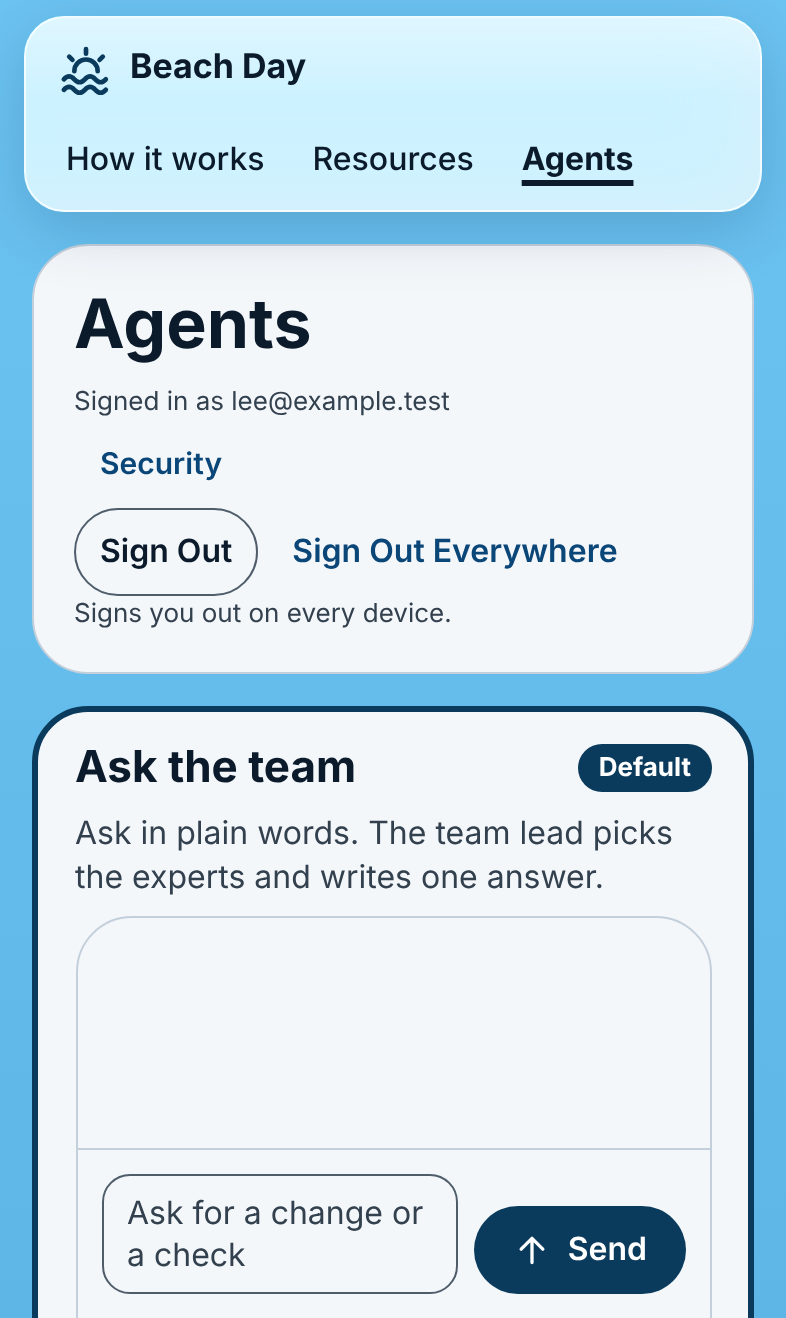 Beach Day
How it works Resources Agents
Agents
Signed in as lee@example.test
Security
Sign Out Sign Out Everywhere
Signs you out on every device.
Ask the team Default
Ask in plain words. The team lead picks
the experts and writes one answer.
Ask for a change or
a check
Send